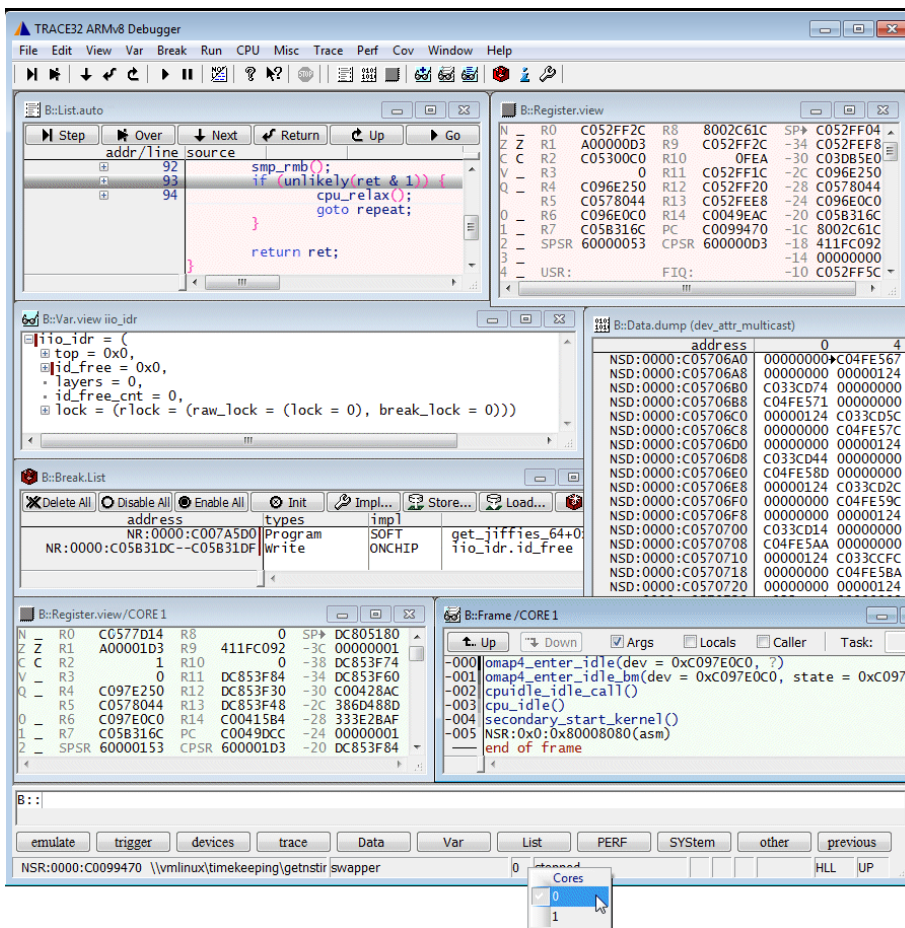 TRACE32 ARMv8 Debugger
File Edit View Var Break Run CPU Misc Trace Perf Cov Window Help
B::List.auto
Step Over Next Return Up Go
addr/line source
92 smp_rmb();
93 if (unlikely(ret & 1)) {
94 cpu_relax();
goto repeat;
}
return ret;
}
B::Register.view
N _ R0 C052FF2C R8 8002C61C SP C052FF04
Z Z R1 A00000D3 R9 C052FF2C -34 C052FEF8
C C R2 C05300C0 R10 0FEA -30 C03DB5E0
V _ R3 0 R11 C052FF1C -2C C096E250
Q _ R4 C096E250 R12 C052FF20 -28 C0578044
R5 C0578044 R13 C052FEE8 -24 C096E0C0
0 _ R6 C096E0C0 R14 C0049EAC -20 C05B316C
1 _ R7 C05B316C PC C0099470 -1C 8002C61C
2 _ SPSR 60000053 CPSR 600000D3 -18 411FC092
3 _ -14 00000000
4 _ USR: FIQ: -10 C052FF5C
B::Var.view iio_idr
iio_idr = (
top = 0x0,
id_free = 0x0,
layers = 0,
id_free_cnt = 0,
lock = (rlock = (raw_lock = (lock = 0), break_lock = 0)))
B::Data.dump (dev_attr_multicast)
address 0 4
NSD:0000:C05706A0 00000000 C04FE567
NSD:0000:C05706A8 00000000 00000124
NSD:0000:C05706B0 C033CD74 00000000
NSD:0000:C05706B8 C04FE571 00000000
NSD:0000:C05706C0 00000124 C033CD5C
NSD:0000:C05706C8 00000000 C04FE57C
NSD:0000:C05706D0 00000000 00000124
NSD:0000:C05706D8 C033CD44 00000000
NSD:0000:C05706E0 C04FE58D 00000000
NSD:0000:C05706E8 00000124 C033CD2C
NSD:0000:C05706F0 00000000 C04FE59C
NSD:0000:C05706F8 00000000 00000124
NSD:0000:C0570700 C033CD14 00000000
NSD:0000:C0570708 C04FE5AA 00000000
NSD:0000:C0570710 00000124 C033CCFC
NSD:0000:C0570718 00000000 C04FE5BA
NSD:0000:C0570720 00000000 00000124
B::Break.List
Delete All Disable All Enable All Init Impl... Store... Load...
address types impl
NR:0000:C007A5D0 Program SOFT get_jiffies_64+0
NR:0000:C05B31DC--C05B31DF Write ONCHIP iio_idr.id_free
B::Register.view/CORE 1
N _ R0 C0577D14 R8 0 SP DC805180
Z Z R1 A00001D3 R9 411FC092 -3C 00000001
C C R2 1 R10 0 -38 DC853F74
V _ R3 0 R11 DC853F84 -34 DC853F60
Q _ R4 C097E250 R12 DC853F30 -30 C00428AC
R5 C0578044 R13 DC853F48 -2C 386D488D
0 _ R6 C097E0C0 R14 C00415B4 -28 333E2BAF
1 _ R7 C05B316C PC C0049DCC -24 00000001
2 _ SPSR 60000153 CPSR 600001D3 -20 DC853F84
B::Frame /CORE 1
Up Down Args Locals Caller Task:
-000 omap4_enter_idle(dev = 0xC097E0C0, ?)
-001 omap4_enter_idle_bm(dev = 0xC097E0C0, state = 0xC097
-002 cpuidle_idle_call()
-003 cpu_idle()
-004 secondary_start_kernel()
-005 NSR:0x0:0x80008080(asm)
end of frame
B::
emulate trigger devices trace Data Var List PERF SYStem other previous
NSR:0000:C0099470 \\vmlinux\timekeeping\getnstir swapper 0 stopped HLL UP
Cores
0
1